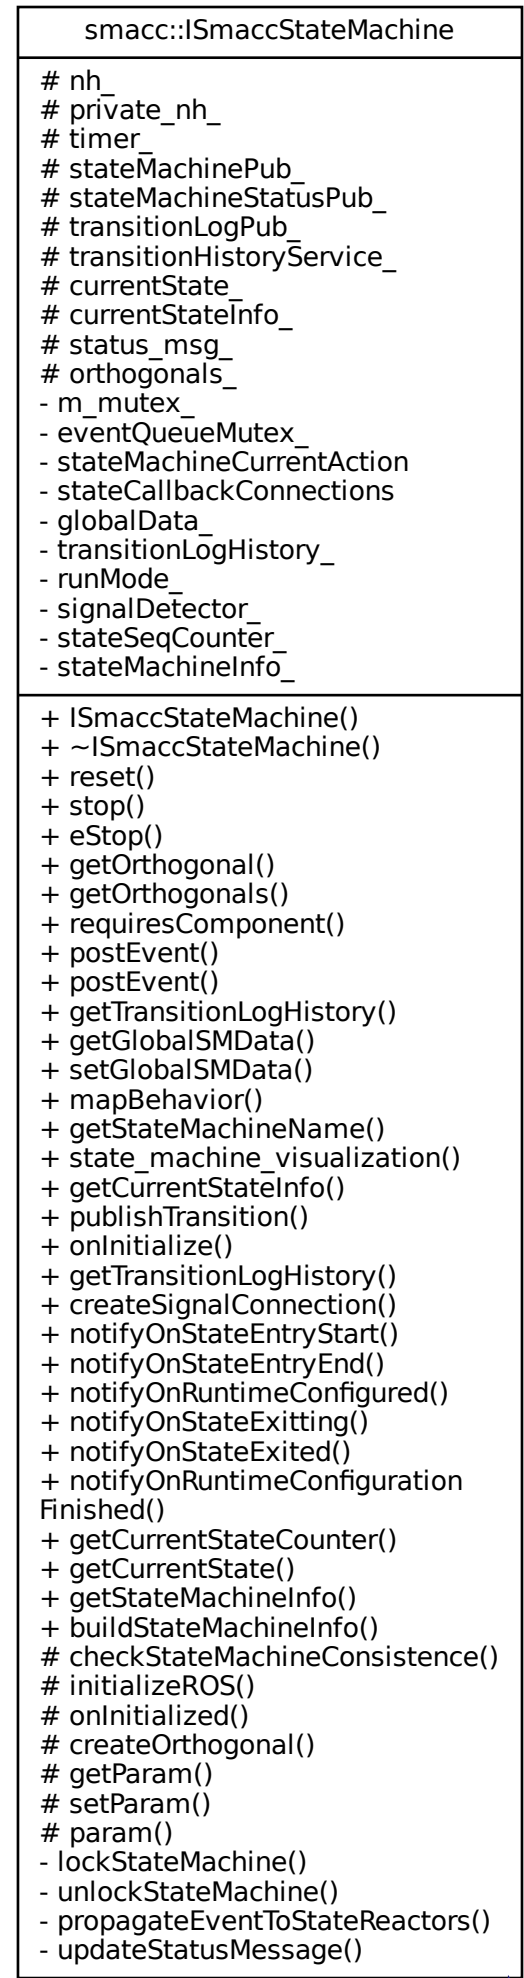 smacc::ISmaccStateMachine
# nh_
# private_nh_
# timer_
# stateMachinePub_
# stateMachineStatusPub_
# transitionLogPub_
# transitionHistoryService_
# currentState_
# currentStateInfo_
# status_msg_
# orthogonals_
- m_mutex_
- eventQueueMutex_
- stateMachineCurrentAction
- stateCallbackConnections
- globalData_
- transitionLogHistory_
- runMode_
- signalDetector_
- stateSeqCounter_
- stateMachineInfo_
+ ISmaccStateMachine()
+ ~ISmaccStateMachine()
+ reset()
+ stop()
+ eStop()
+ getOrthogonal()
+ getOrthogonals()
+ requiresComponent()
+ postEvent()
+ postEvent()
+ getTransitionLogHistory()
+ getGlobalSMData()
+ setGlobalSMData()
+ mapBehavior()
+ getStateMachineName()
+ state_machine_visualization()
+ getCurrentStateInfo()
+ publishTransition()
+ onInitialize()
+ getTransitionLogHistory()
+ createSignalConnection()
+ notifyOnStateEntryStart()
+ notifyOnStateEntryEnd()
+ notifyOnRuntimeConfigured()
+ notifyOnStateExitting()
+ notifyOnStateExited()
+ notifyOnRuntimeConfiguration
Finished()
+ getCurrentStateCounter()
+ getCurrentState()
+ getStateMachineInfo()
+ buildStateMachineInfo()
# checkStateMachineConsistence()
# initializeROS()
# onInitialized()
# createOrthogonal()
# getParam()
# setParam()
# param()
- lockStateMachine()
- unlockStateMachine()
- propagateEventToStateReactors()
- updateStatusMessage()